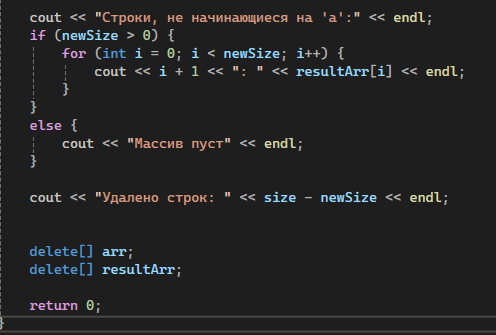 cout << "Строки, не начинающиеся на 'a':" << endl;
if (newSize > 0) {
for (int i = 0; i < newSize; i++) {
cout << i + 1 << ": " << resultArr[i] << endl;
}
}
else {
cout << "Массив пуст" << endl;
}
cout << "Удалено строк: " << size - newSize << endl;
delete[] arr;
delete[] resultArr;
return 0;
}